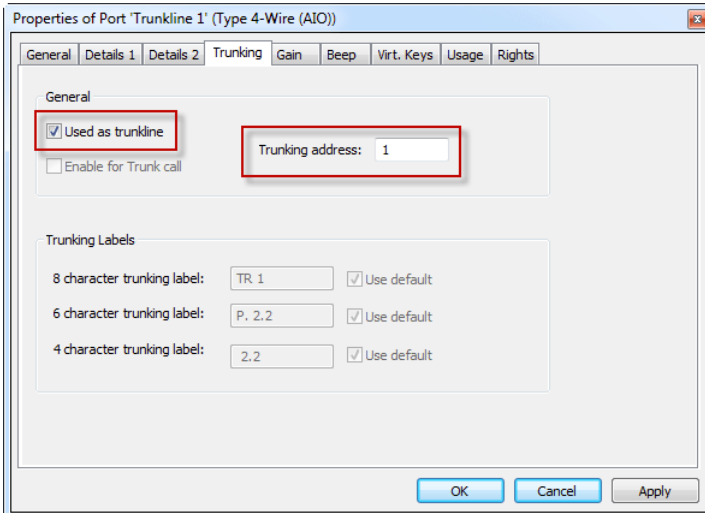 Properties of Port 'Trunkline 1' (Type 4-Wire (AIO))
General Details 1 Details 2 Trunking Gain Beep Virt. Keys Usage Rights
General
Used as trunkline
Trunking address: 1
Enable for Trunk call
Trunking Labels
8 character trunking label: TR 1 Use default
6 character trunking label: P. 2.2 Use default
4 character trunking label: 2.2 Use default
OK Cancel Apply